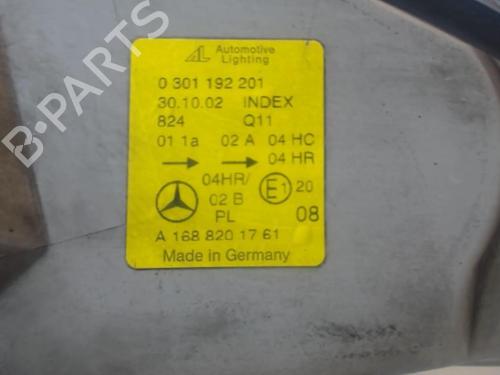 AL Automotive
Lighting
0 301 192 201
30.10.02 INDEX
824 Q11
01 1a 02 A 04 HC
04 HR
04HR/ E1 20
02 B
PL 08
A 168 820 17 61
Made in Germany
B-PARTS